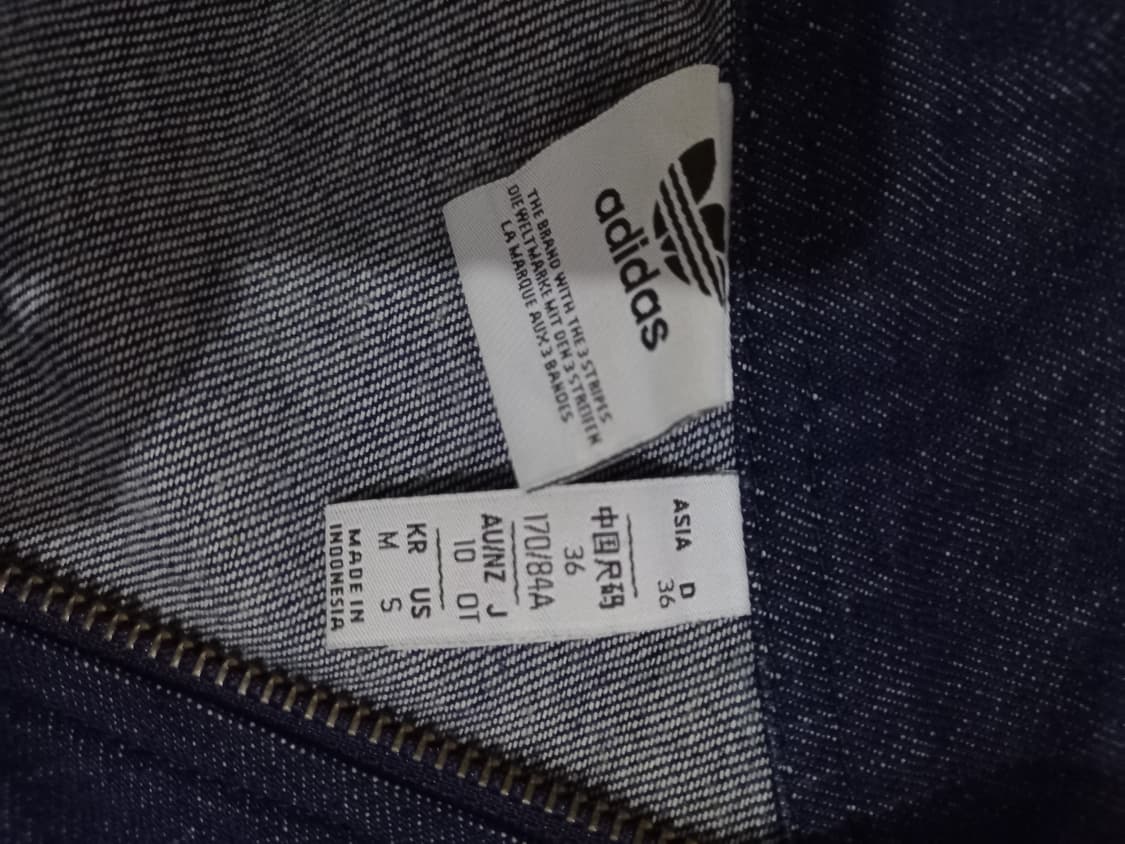 adidas
THE BRAND WITH THE 3 STRIPES
DIE WELTMARKE MIT DEN 3 STREIFEN
LA MARQUE AUX 3 BANDES
ASIA D
36
中国尺码
36
170/84A
AU/NZ J
10 OT
KR US
M S
MADE IN
INDONESIA